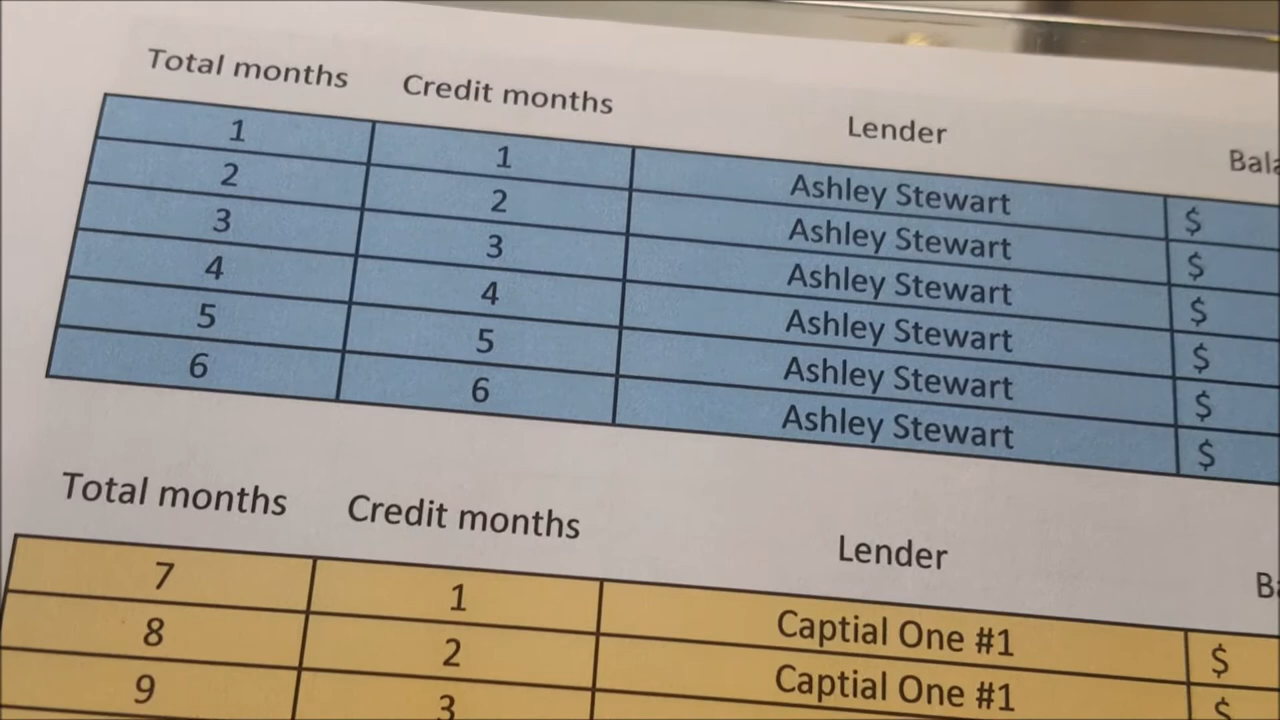 Total months Credit months Lender
1 1 Ashley Stewart $
2 2 Ashley Stewart $
3 3 Ashley Stewart $
4 4 Ashley Stewart $
5 5 Ashley Stewart $
6 6 Ashley Stewart $
Total months Credit months Lender
7 1 Captial One #1 $
8 2 Captial One #1 $
9 3